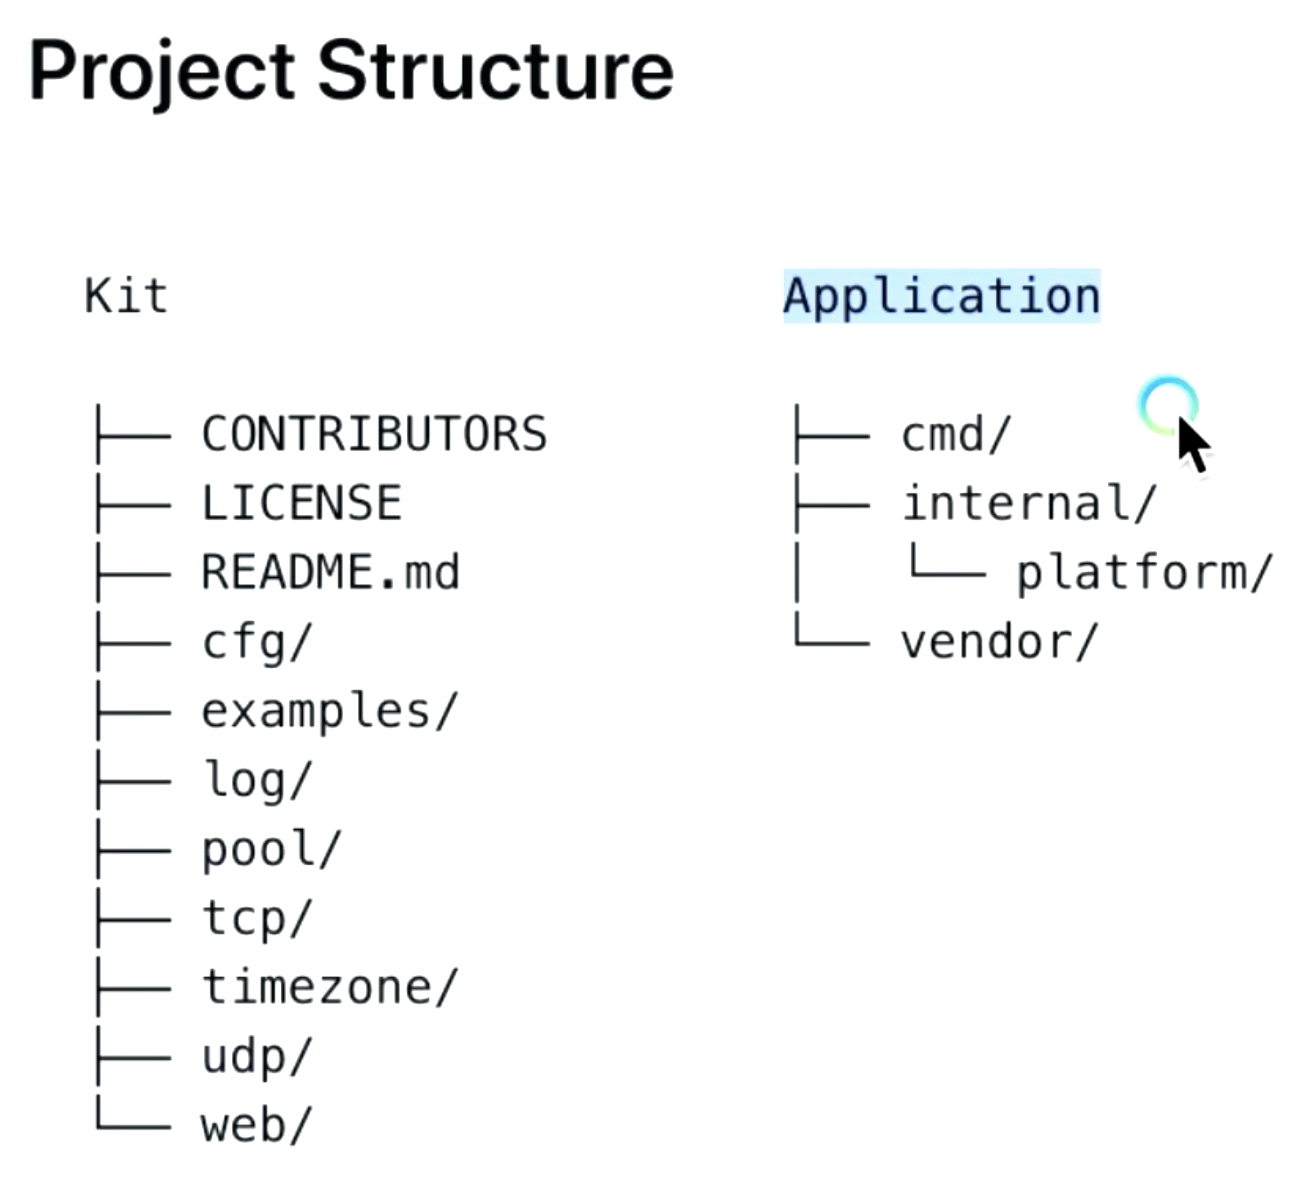 Project Structure
Kit
├── CONTRIBUTORS
├── LICENSE
├── README.md
├── cfg/
├── examples/
├── log/
├── pool/
├── tcp/
├── timezone/
├── udp/
└── web/
Application
├── cmd/
├── internal/
│   └── platform/
└── vendor/